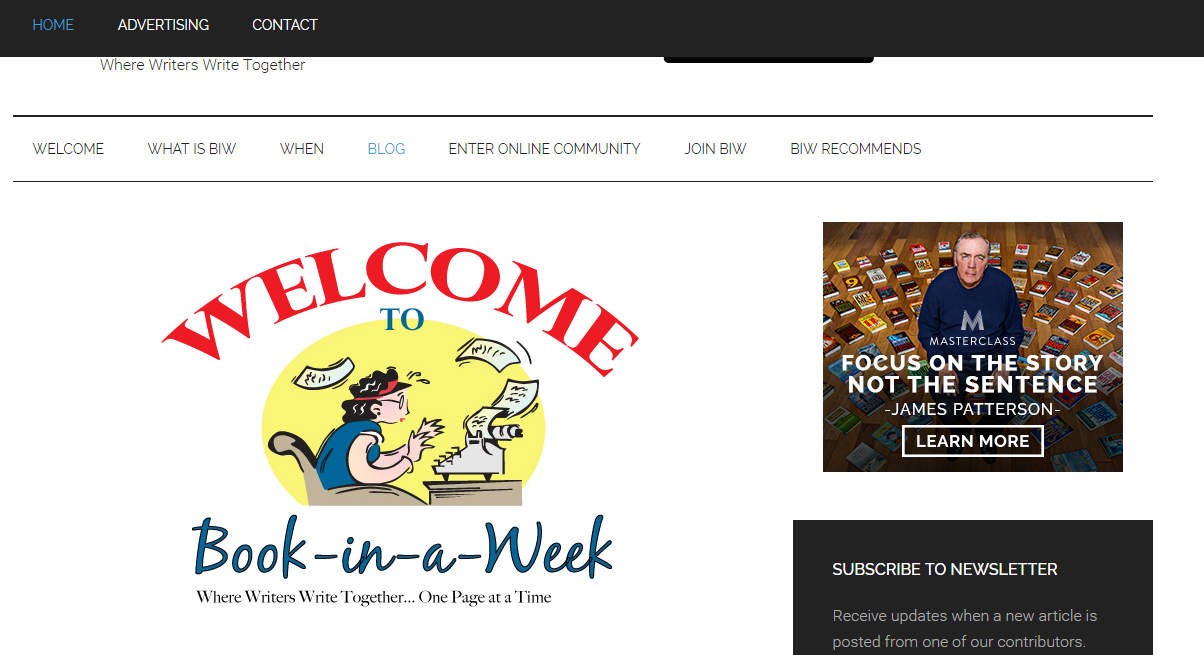 HOME ADVERTISING CONTACT
Where Writers Write Together
WELCOME WHAT IS BIW WHEN BLOG ENTER ONLINE COMMUNITY JOIN BIW BIW RECOMMENDS
WELCOME
TO
Book-in-a-Week
Where Writers Write Together... One Page at a Time
M
MASTERCLASS
FOCUS ON THE STORY
NOT THE SENTENCE
-JAMES PATTERSON-
LEARN MORE
SUBSCRIBE TO NEWSLETTER
Receive updates when a new article is
posted from one of our contributors.